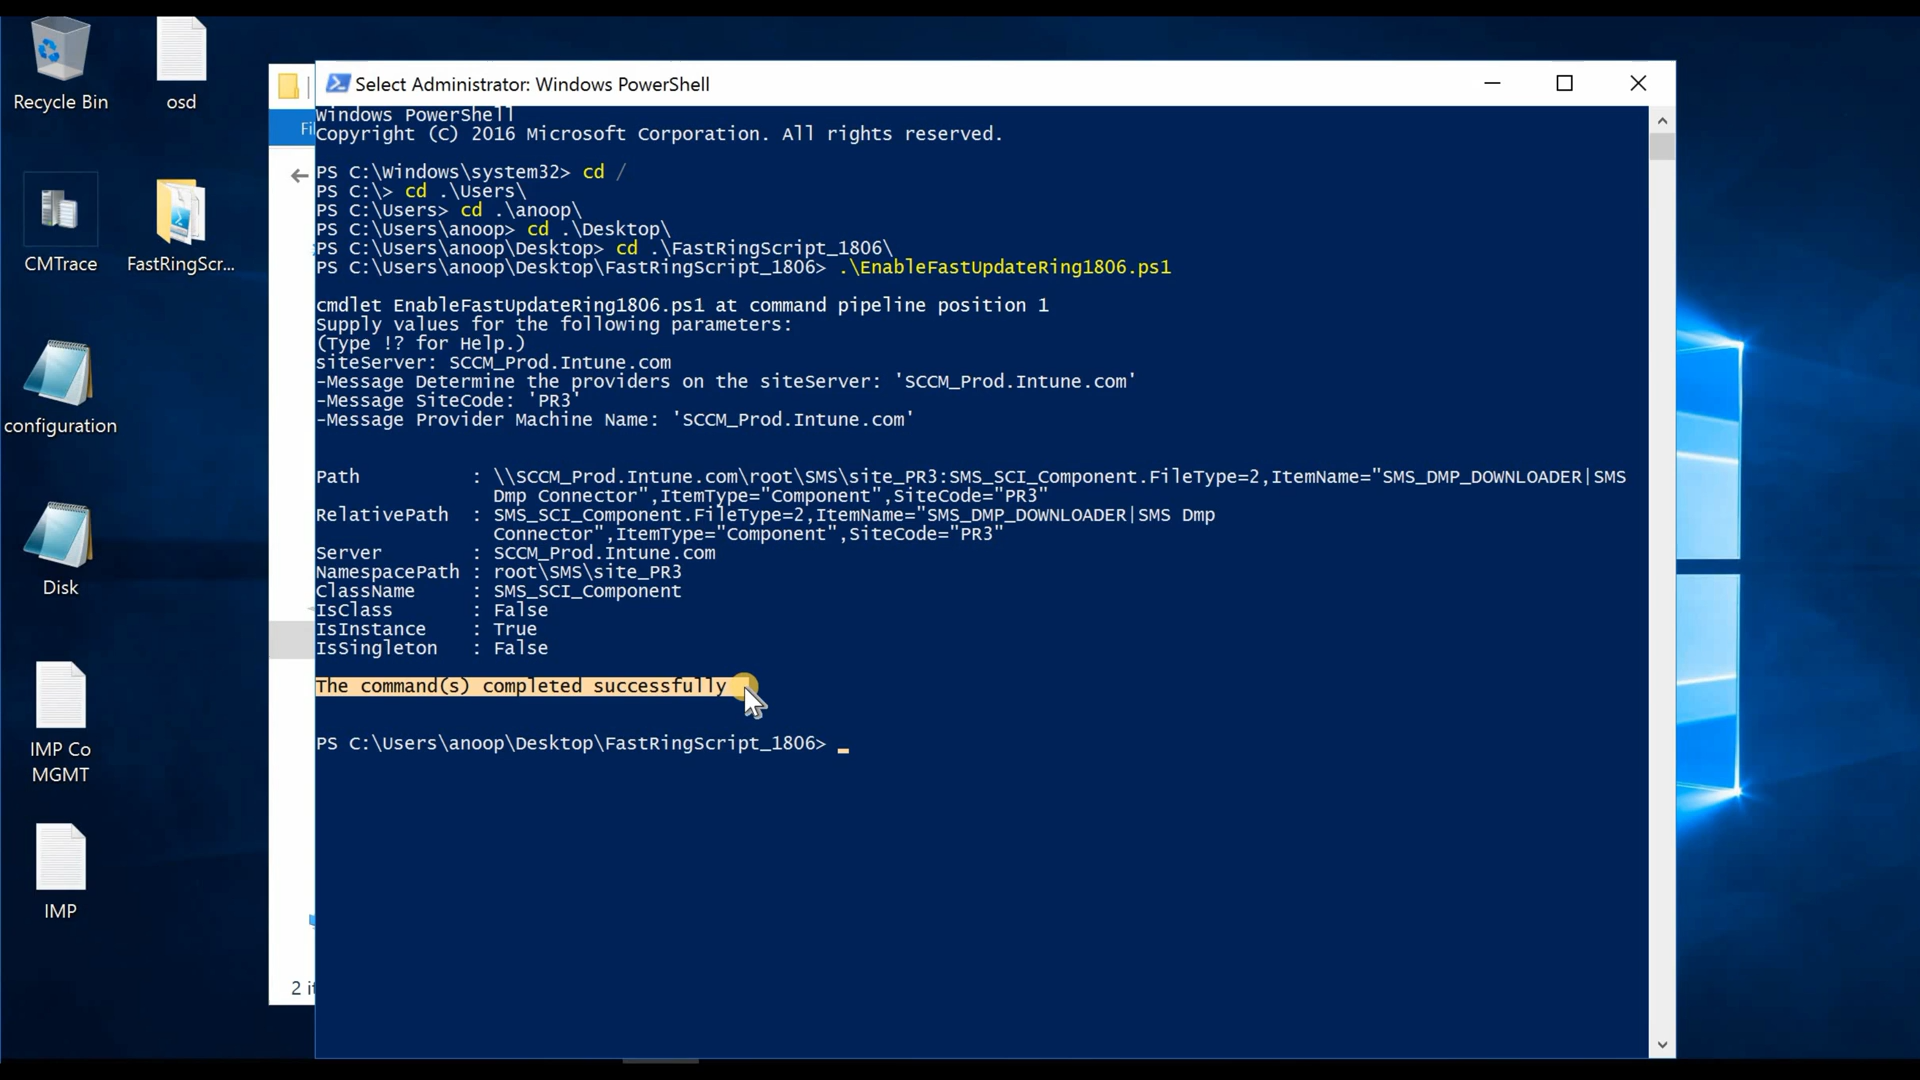 Recycle Bin
osd
CMTrace
FastRingScr...
configuration
Disk
IMP Co
MGMT
IMP
Select Administrator: Windows PowerShell
Windows PowerShell
Copyright (C) 2016 Microsoft Corporation. All rights reserved.
PS C:\Windows\system32> cd /
PS C:\> cd .\Users\
PS C:\Users> cd .\anoop\
PS C:\Users\anoop> cd .\Desktop\
PS C:\Users\anoop\Desktop> cd .\FastRingScript_1806\
PS C:\Users\anoop\Desktop\FastRingScript_1806> .\EnableFastUpdateRing1806.ps1
cmdlet EnableFastUpdateRing1806.ps1 at command pipeline position 1
Supply values for the following parameters:
(Type !? for Help.)
siteServer: SCCM_Prod.Intune.com
-Message Determine the providers on the siteServer: 'SCCM_Prod.Intune.com'
-Message SiteCode: 'PR3'
-Message Provider Machine Name: 'SCCM_Prod.Intune.com'
Path : \\SCCM_Prod.Intune.com\root\SMS\site_PR3:SMS_SCI_Component.FileType=2,ItemName="SMS_DMP_DOWNLOADER|SMS
Dmp Connector",ItemType="Component",SiteCode="PR3"
RelativePath : SMS_SCI_Component.FileType=2,ItemName="SMS_DMP_DOWNLOADER|SMS Dmp
Connector",ItemType="Component",SiteCode="PR3"
Server : SCCM_Prod.Intune.com
NamespacePath : root\SMS\site_PR3
ClassName : SMS_SCI_Component
IsClass : False
IsInstance : True
IsSingleton : False
The command(s) completed successfully
PS C:\Users\anoop\Desktop\FastRingScript_1806> _
2